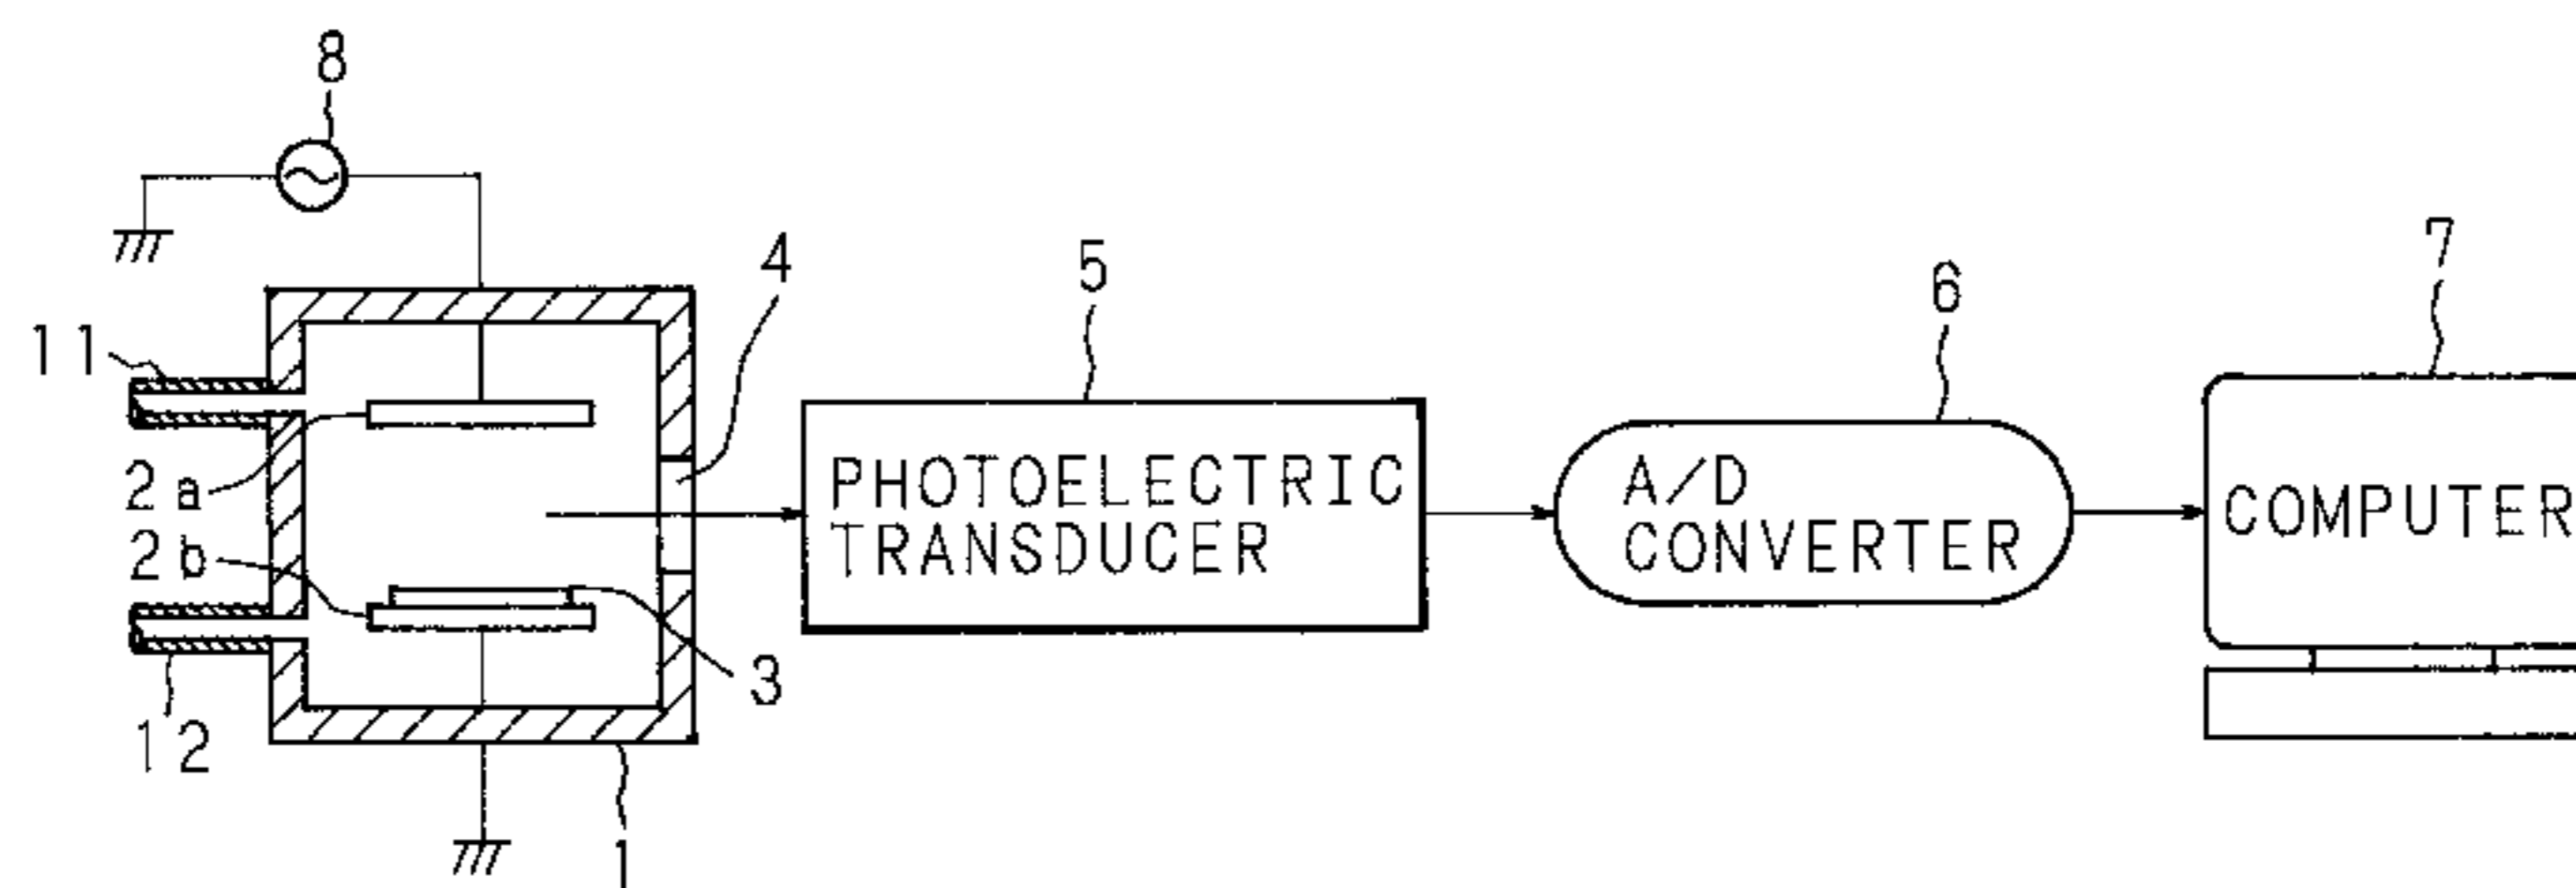 8
4
5
6
7
11
2a
2b
PHOTOELECTRIC
TRANSDUCER
A/D
CONVERTER
COMPUTER
3
12
1